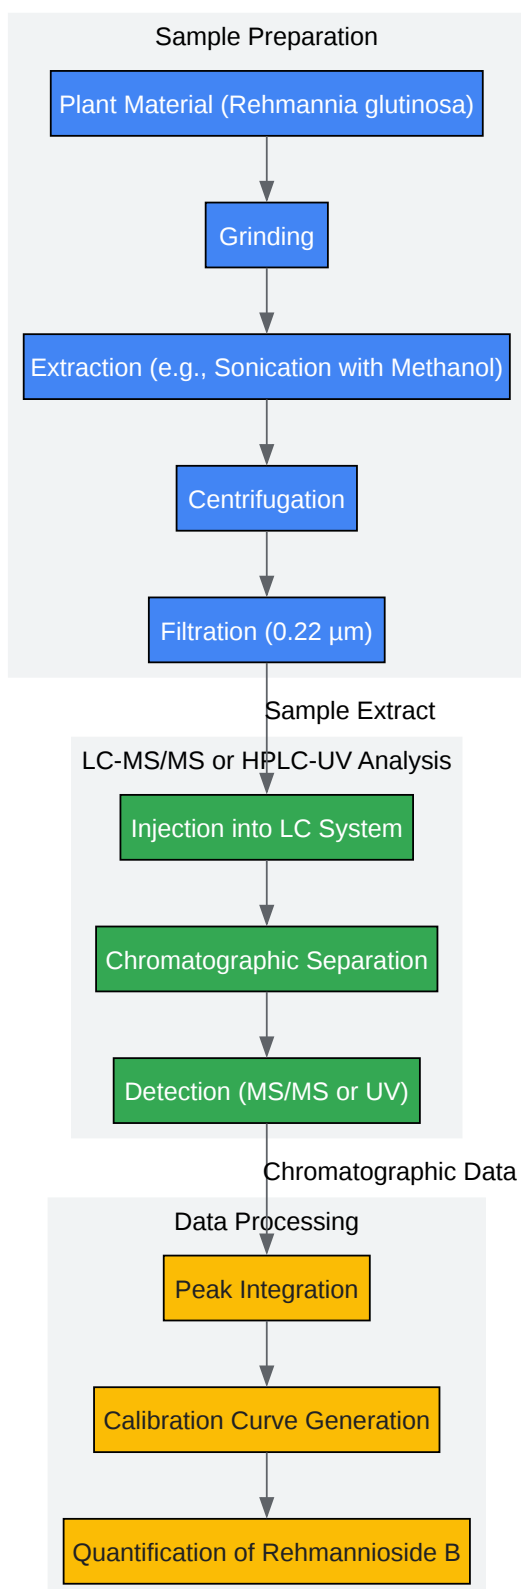 Sample Preparation
Plant Material (Rehmannia glutinosa)
Grinding
Extraction (e.g., Sonication with Methanol)
Centrifugation
Filtration (0.22 µm)
Sample Extract
LC-MS/MS or HPLC-UV Analysis
Injection into LC System
Chromatographic Separation
Detection (MS/MS or UV)
Chromatographic Data
Data Processing
Peak Integration
Calibration Curve Generation
Quantification of Rehmannioside B